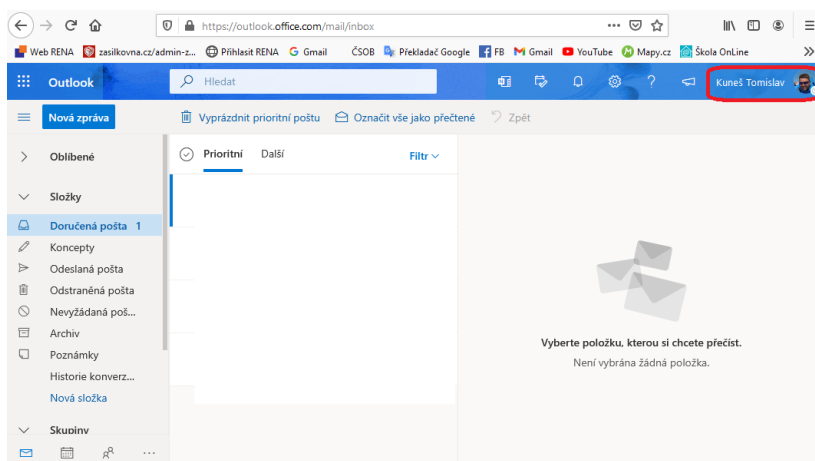 https://outlook.office.com/mail/inbox
Web RENA zasilkovna.cz/admin-z... Přihlasit RENA Gmail ČSOB Překladač Google FB Gmail YouTube Mapy.cz Škola OnLine
Outlook Hledat Kuneš Tomislav
Nová zpráva Vyprázdnit prioritní poštu Označit vše jako přečtené Zpět
Oblíbené Prioritní Další Filtr
Složky
Doručená pošta 1
Koncepty
Odeslaná pošta
Odstraněná pošta
Nevyžádaná poš...
Archiv
Poznámky
Historie konverz...
Nová složka
Skupiny
Vyberte položku, kterou si chcete přečíst.
Není vybrána žádná položka.